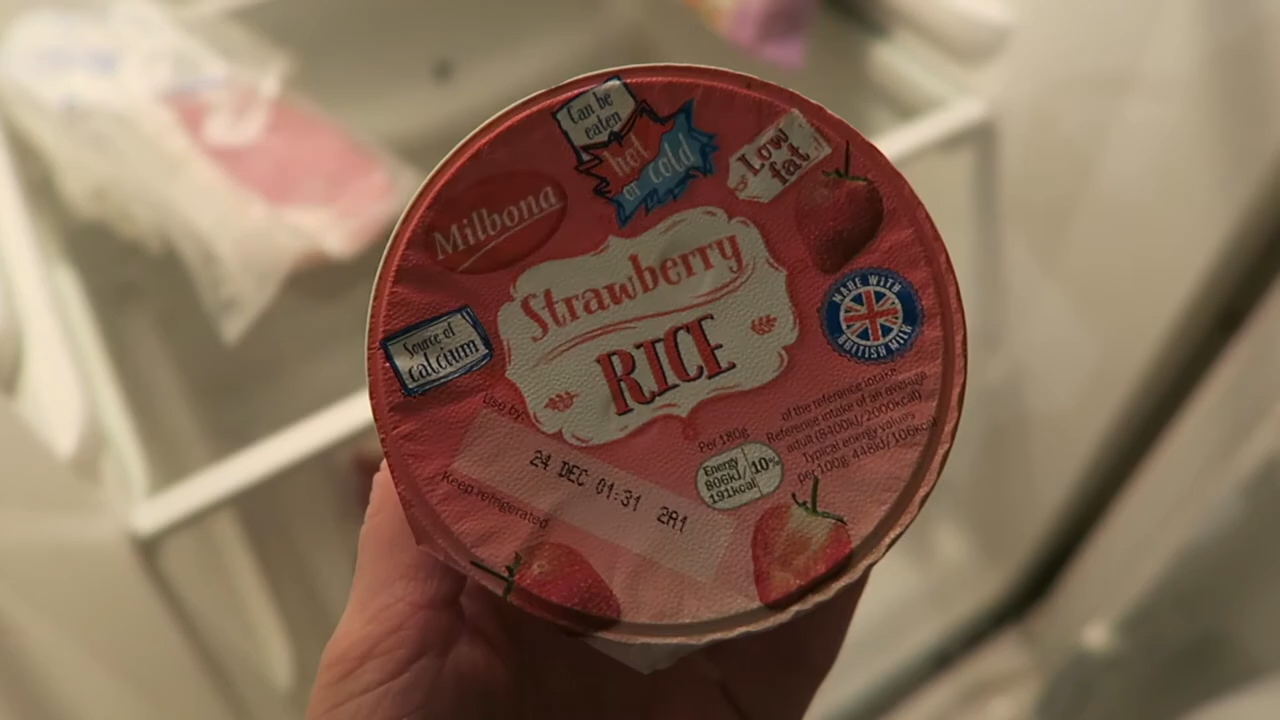 Can be
eaten
hot
or cold
Low
fat
Milbona
Strawberry
RICE
MADE WITH
BRITISH MILK
Source of
calcium
Use by:
24 DEC 01:31 2A1
Keep refrigerated
Per 180g
Energy
806kJ/
191kcal
10%
of the reference intake
Reference intake of an average
adult (8400kJ/2000kcal)
Typical energy values
per 100g: 448kJ/106kcal